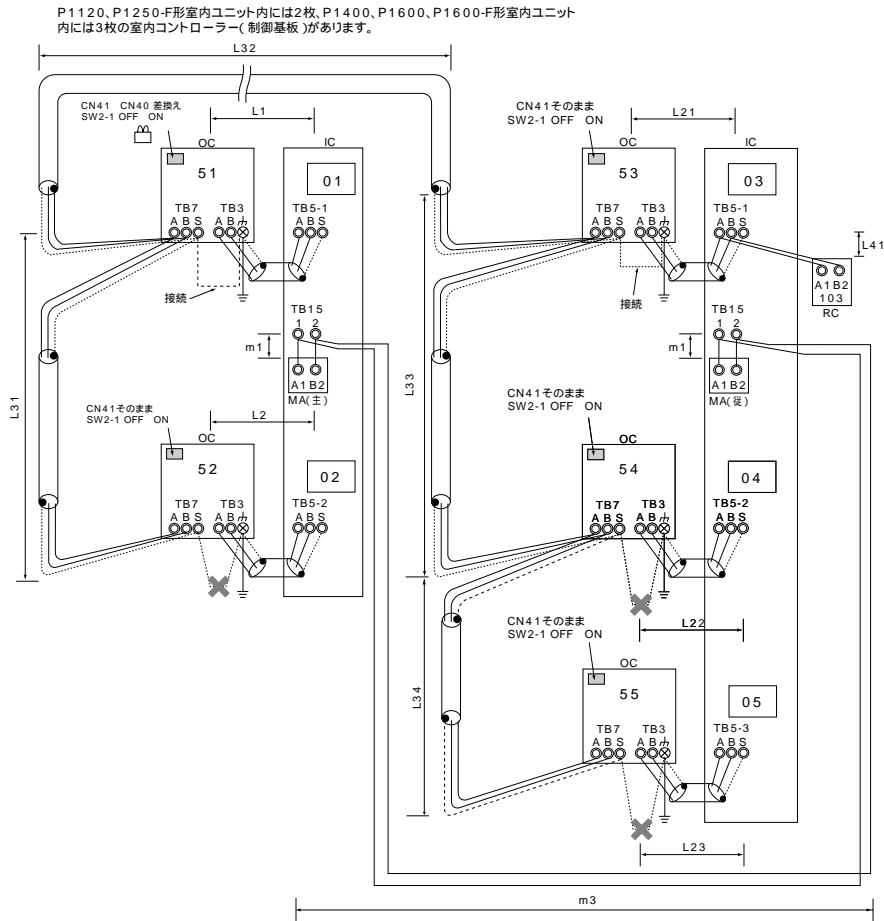 P1120、P1250-F形室内ユニット内には2枚、P1400、P1600、P1600-F形室内ユニット
内には3枚の室内コントローラー(制御基板)があります。
L32
CN41 CN40 差換え
SW2-1 OFF ON
L1
OC
IC
51
01
TB7 TB3
A B S A B
TB5-1
A B S
接続
TB15
1 2
m1
A1 B2
MA(主)
L31
CN41そのまま
SW2-1 OFF ON
L2
OC
52
02
TB7 TB3
A B S A B
TB5-2
A B S
CN41そのまま
SW2-1 OFF ON
L21
OC
IC
53
03
TB7 TB3
A B S A B
TB5-1
A B S
L41
A1 B2
103
RC
接続
TB15
1 2
m1
A1 B2
MA(従)
L33
CN41そのまま
SW2-1 OFF ON
OC
54
04
TB7 TB3
A B S A B
TB5-2
A B S
L22
CN41そのまま
SW2-1 OFF ON
OC
L34
55
05
TB7 TB3
A B S A B
TB5-3
A B S
L23
m3